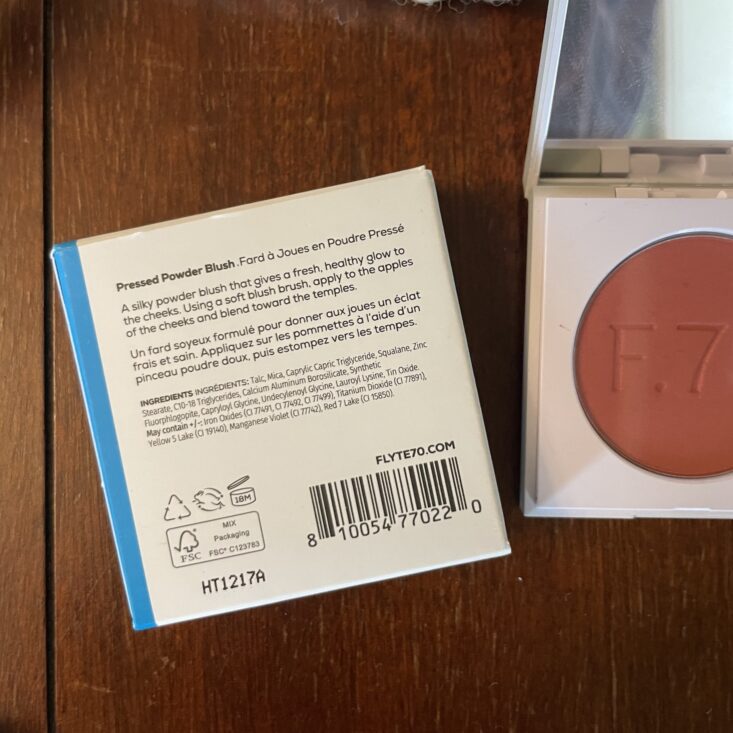 Pressed Powder Blush .Fard à Joues en Poudre Pressé
A silky powder blush that gives a fresh, healthy glow to
the cheeks. Using a soft blush brush, apply to the apples
of the cheeks and blend toward the temples.
Un fard soyeux formulé pour donner aux joues un éclat
frais et sain. Appliquez sur les pommettes à l'aide d'un
pinceau poudre doux, puis estompez vers les tempes.
INGREDIENTS INGRÉDIENTS: Talc, Mica, Caprylic Capric Triglyceride, Squalane, Zinc
Stearate, C10-18 Triglycerides, Calcium Aluminum Borosilicate, Synthetic
Fluorphlogopite, Capryloyl Glycine, Undecylenoyl Glycine, Lauroyl Lysine, Tin Oxide.
May contain +/-: Iron Oxides (CI 77491, CI 77492, CI 77499), Titanium Dioxide (CI 77891),
Yellow 5 Lake (CI 19140), Manganese Violet (CI 77742), Red 7 Lake (CI 15850).
FLYTE70.COM
18M
MIX
Packaging
FSC
FSC® C123783
8 10054 77022 0
HT1217A
F.7